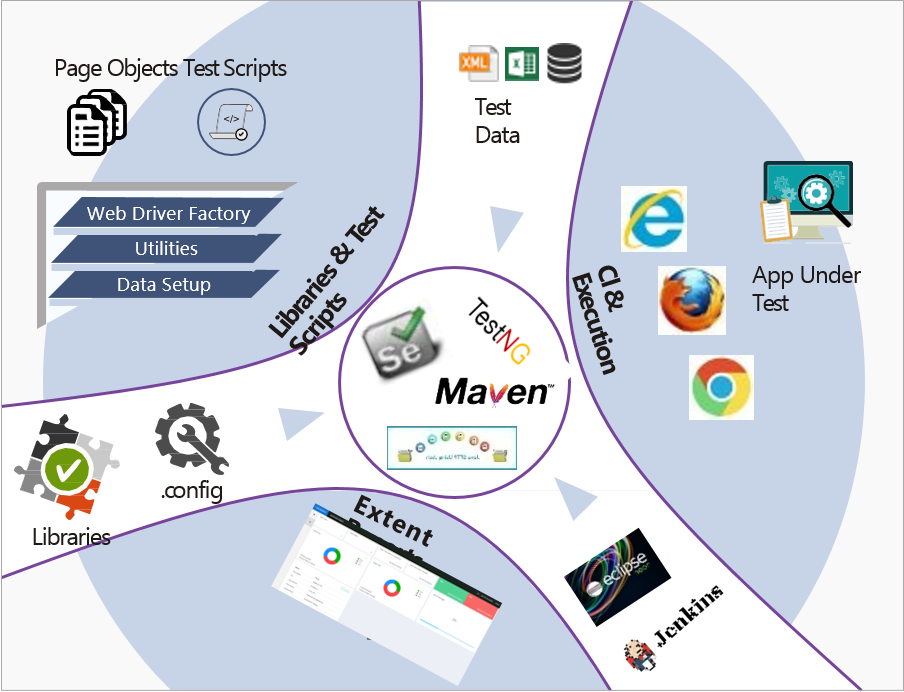 Page Objects Test Scripts
</>
XML
X
Test
Data
Web Driver Factory
Utilities
Data Setup
Libraries & Test
Scripts
CI &
Execution
App Under
Test
Se
TestNG
Maven™
.config
Libraries
Extent
eclipse
Jenkins